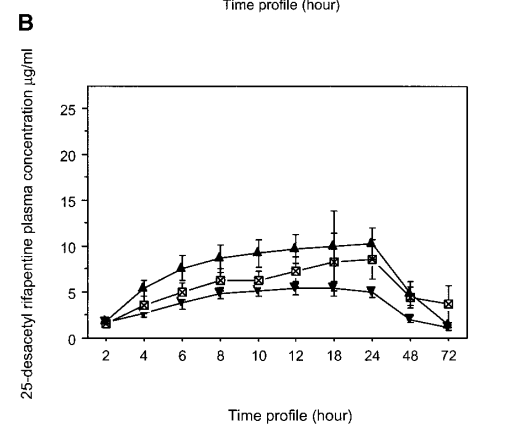 Time profile (hour)
B
25-desacetyl rifapentine plasma concentration µg/ml
25
20
15
10
5
0
2 4 6 8 10 12 18 24 48 72
Time profile (hour)